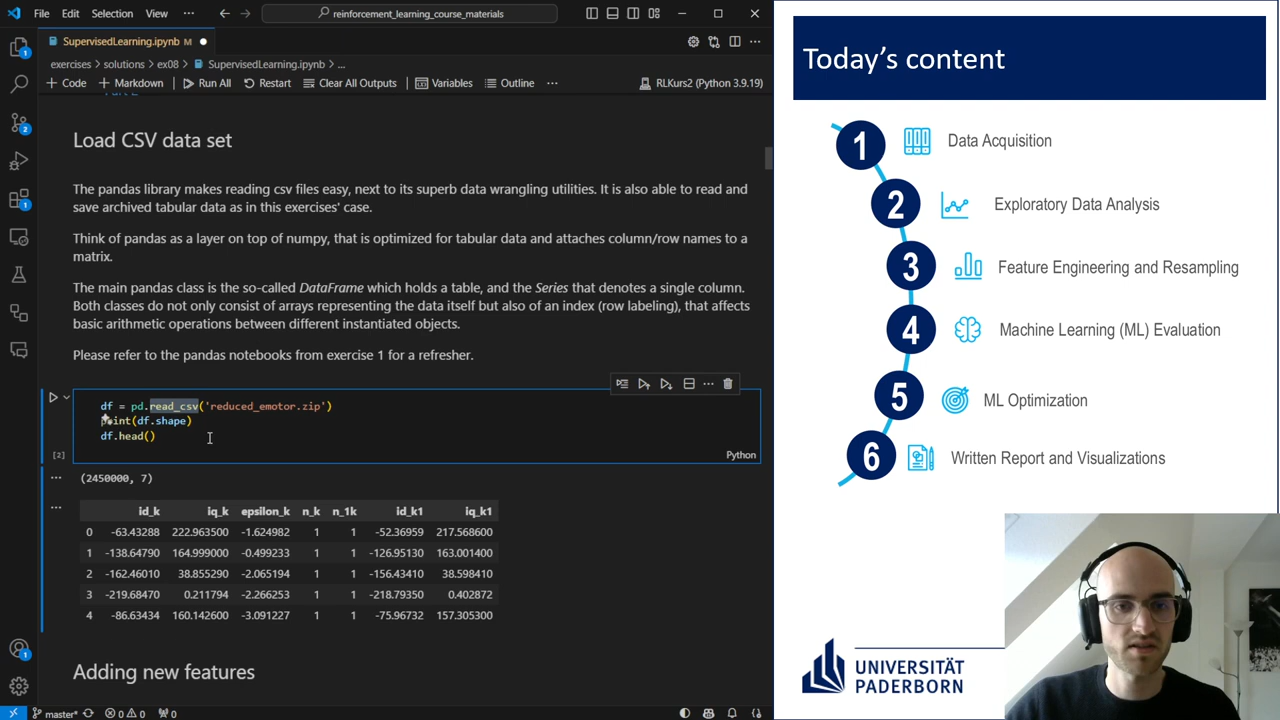 File Edit Selection View ···
reinforcement_learning_course_materials
SupervisedLearning.ipynb M
exercises > solutions > ex08 > SupervisedLearning.ipynb > ...
+ Code + Markdown Run All Restart Clear All Outputs Variables Outline ··· RLKurs2 (Python 3.9.19)
Load CSV data set
The pandas library makes reading csv files easy, next to its superb data wrangling utilities. It is also able to read and
save archived tabular data as in this exercises' case.
Think of pandas as a layer on top of numpy, that is optimized for tabular data and attaches column/row names to a
matrix.
The main pandas class is the so-called DataFrame which holds a table, and the Series that denotes a single column.
Both classes do not only consist of arrays representing the data itself but also of an index (row labeling), that affects
basic arithmetic operations between different instantiated objects.
Please refer to the pandas notebooks from exercise 1 for a refresher.
df = pd.read_csv('reduced_emotor.zip')
print(df.shape)
df.head()
[2]
Python
(2450000, 7)
id_k iq_k epsilon_k n_k n_1k id_k1 iq_k1
0 -63.43288 222.963500 -1.624982 1 1 -52.36959 217.568600
1 -138.64790 164.999000 -0.499233 1 1 -126.95130 163.001400
2 -162.46010 38.855290 -2.065194 1 1 -156.43410 38.598410
3 -219.68470 0.211794 -2.266253 1 1 -218.79350 0.402872
4 -86.63434 160.142600 -3.091227 1 1 -75.96732 157.305300
Adding new features
master* 0 0 0
Today's content
1 Data Acquisition
2 Exploratory Data Analysis
3 Feature Engineering and Resampling
4 Machine Learning (ML) Evaluation
5 ML Optimization
6 Written Report and Visualizations
UNIVERSITÄT
PADERBORN